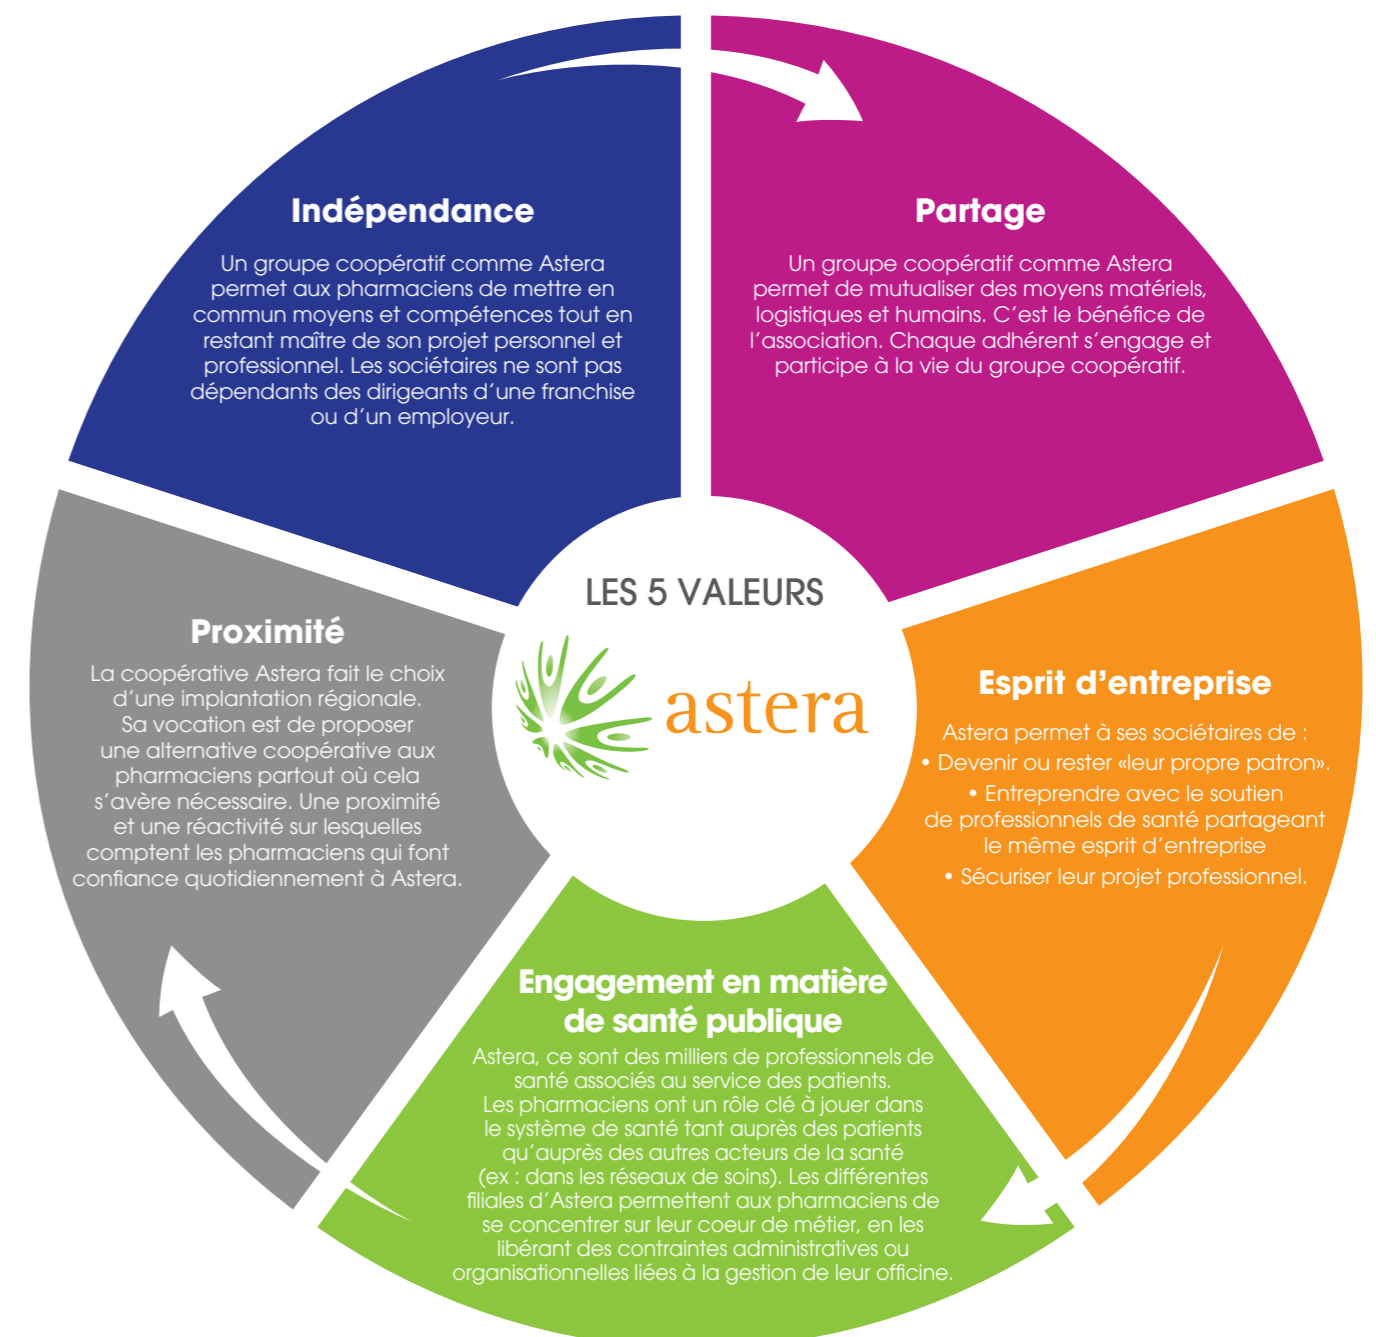 Indépendance
Un groupe coopératif comme Astera
permet aux pharmaciens de mettre en
commun moyens et compétences tout en
restant maître de son projet personnel et
professionnel. Les sociétaires ne sont pas
dépendants des dirigeants d’une franchise
ou d’un employeur.
Partage
Un groupe coopératif comme Astera
permet de mutualiser des moyens matériels,
logistiques et humains. C’est le bénéfice de
l’association. Chaque adhérent s’engage et
participe à la vie du groupe coopératif.
LES 5 VALEURS
astera
Esprit d’entreprise
Astera permet à ses sociétaires de :
• Devenir ou rester «leur propre patron».
• Entreprendre avec le soutien
de professionnels de santé partageant
le même esprit d’entreprise
• Sécuriser leur projet professionnel.
Engagement en matière
de santé publique
Astera, ce sont des milliers de professionnels de
santé associés au service des patients.
Les pharmaciens ont un rôle clé à jouer dans
le système de santé tant auprès des patients
qu’auprès des autres acteurs de la santé
(ex : dans les réseaux de soins). Les différentes
filiales d’Astera permettent aux pharmaciens de
se concentrer sur leur coeur de métier, en les
libérant des contraintes administratives ou
organisationnelles liées à la gestion de leur officine.
Proximité
La coopérative Astera fait le choix
d’une implantation régionale.
Sa vocation est de proposer
une alternative coopérative aux
pharmaciens partout où cela
s’avère nécessaire. Une proximité
et une réactivité sur lesquelles
comptent les pharmaciens qui font
confiance quotidiennement à Astera.